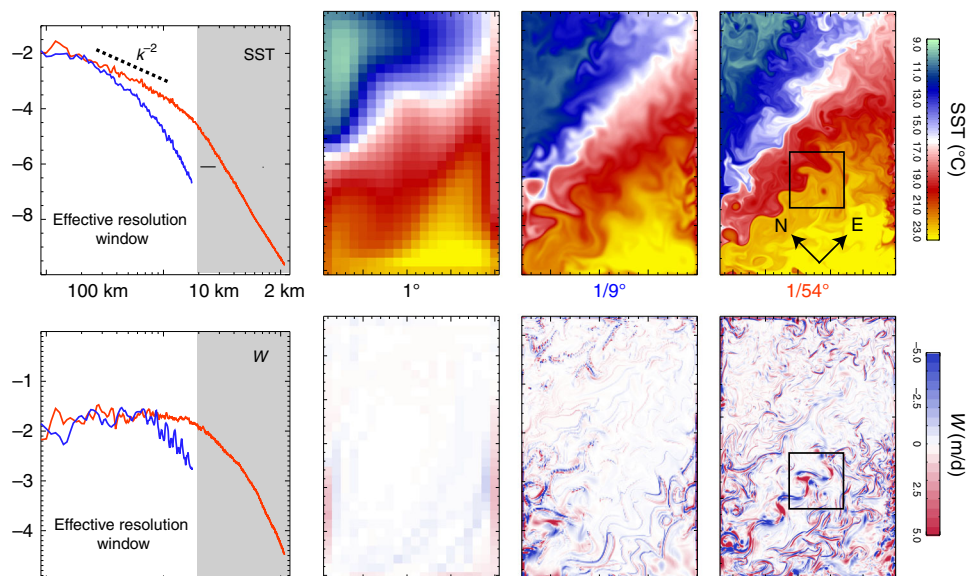 −2
−4
−6
−8
k−2
SST
Effective resolution
window
100 km
10 km
2 km
1°
1/9°
1/54°
N
E
9.0
11.0
13.0
15.0
17.0
19.0
21.0
23.0
SST (°C)
−1
−2
−3
−4
W
Effective resolution
window
−5.0
−2.5
0
2.5
5.0
W (m/d)